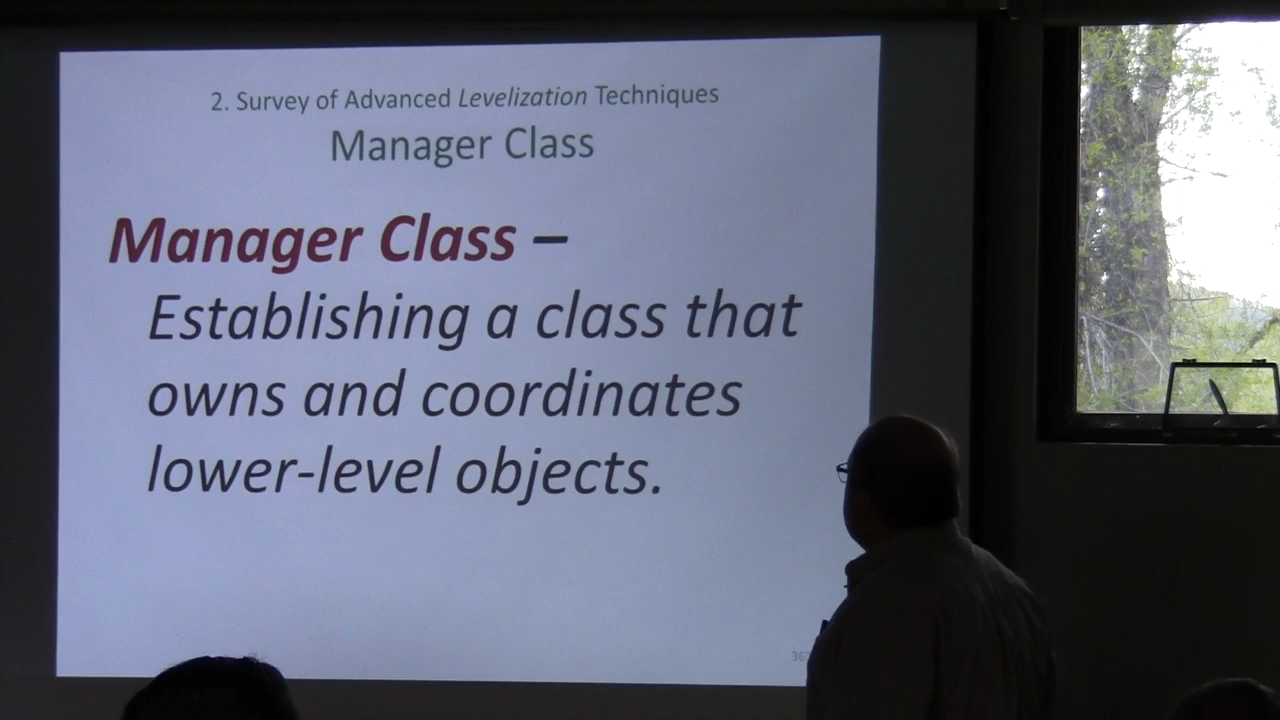 2. Survey of Advanced Levelization Techniques
Manager Class
Manager Class –
Establishing a class that
owns and coordinates
lower-level objects.